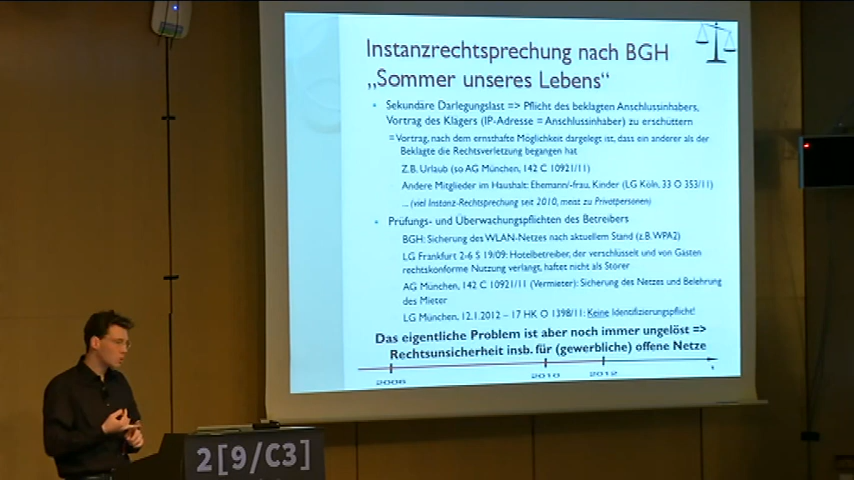 Instanzrechtsprechung nach BGH
„Sommer unseres Lebens“
• Sekundäre Darlegungslast => Pflicht des beklagten Anschlussinhabers,
Vortrag des Klägers (IP-Adresse = Anschlussinhaber) zu erschüttern
= Vortrag, nach dem ernsthafte Möglichkeit dargelegt ist, dass ein anderer als der
Beklagte die Rechtsverletzung begangen hat
Z.B. Urlaub (so AG München, 142 C 10921/11)
Andere Mitglieder im Haushalt: Ehemann/-frau, Kinder (LG Köln, 33 O 353/11)
... (viel Instanz-Rechtsprechung seit 2010, meist zu Privatpersonen)
• Prüfungs- und Überwachungspflichten des Betreibers
BGH: Sicherung des WLAN-Netzes nach aktuellem Stand (z.B. WPA2)
LG Frankfurt 2-6 S 19/09: Hotelbetreiber, der verschlüsselt und von Gästen
rechtskonforme Nutzung verlangt, haftet nicht als Störer
AG München, 142 C 10921/11 (Vermieter): Sicherung des Netzes und Belehrung
des Mieter
LG München, 12.1.2012 – 17 HK O 1398/11: Keine Identifizierungspflicht!
Das eigentliche Problem ist aber noch immer ungelöst =>
Rechtsunsicherheit insb. für (gewerbliche) offene Netze
2006 2010 2012
2[9/C3]